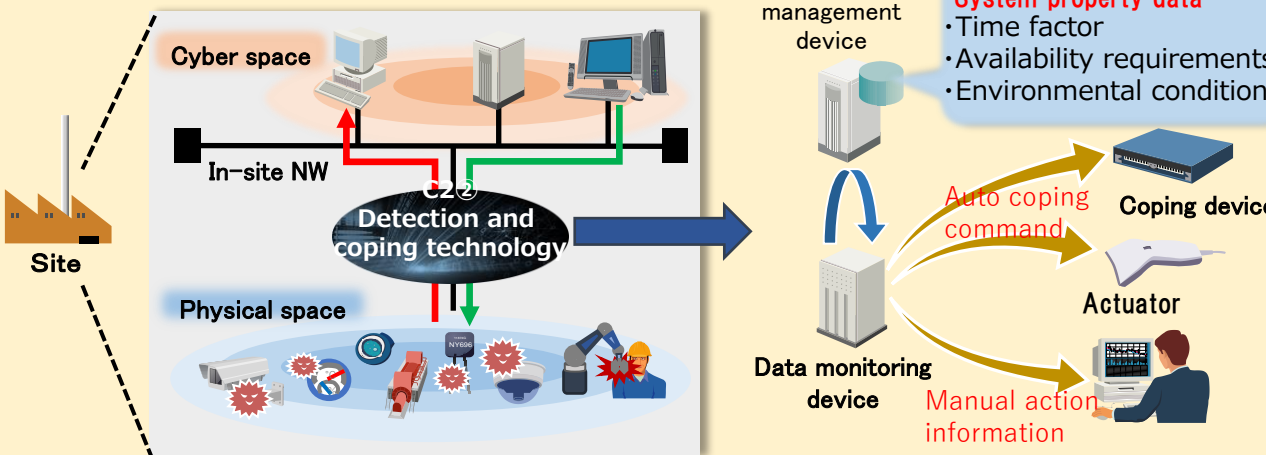 Cyber space
In-site NW
C2②
Detection and
coping technology
Site
Physical space
NY696
management
device
System property data
・Time factor
・Availability requirements
・Environmental condition
Auto coping
command
Coping device
Actuator
Data monitoring
device
Manual action
information